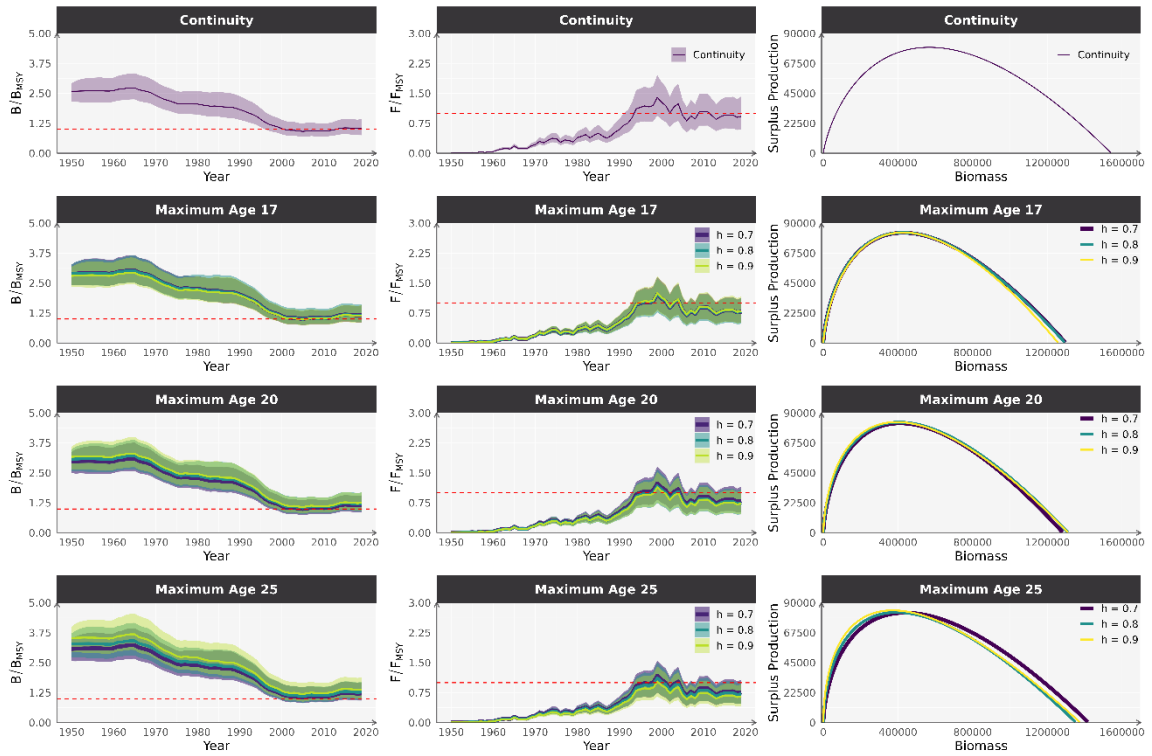 Continuity
B/B_MSY
5.00
3.75
2.50
1.25
0.00
1950 1960 1970 1980 1990 2000 2010 2020
Year
F/F_MSY
3.00
2.25
1.50
0.75
0.00
1950 1960 1970 1980 1990 2000 2010 2020
Year
Continuity
Surplus Production
90000
67500
45000
22500
0
0 400000 800000 1200000 1600000
Biomass
Continuity
Maximum Age 17
B/B_MSY
5.00
3.75
2.50
1.25
0.00
1950 1960 1970 1980 1990 2000 2010 2020
Year
Maximum Age 17
F/F_MSY
3.00
2.25
1.50
0.75
0.00
1950 1960 1970 1980 1990 2000 2010 2020
Year
h = 0.7
h = 0.8
h = 0.9
Maximum Age 17
Surplus Production
90000
67500
45000
22500
0
0 400000 800000 1200000 1600000
Biomass
h = 0.7
h = 0.8
h = 0.9
Maximum Age 20
B/B_MSY
5.00
3.75
2.50
1.25
0.00
1950 1960 1970 1980 1990 2000 2010 2020
Year
Maximum Age 20
F/F_MSY
3.00
2.25
1.50
0.75
0.00
1950 1960 1970 1980 1990 2000 2010 2020
Year
h = 0.7
h = 0.8
h = 0.9
Maximum Age 20
Surplus Production
90000
67500
45000
22500
0
0 400000 800000 1200000 1600000
Biomass
h = 0.7
h = 0.8
h = 0.9
Maximum Age 25
B/B_MSY
5.00
3.75
2.50
1.25
0.00
1950 1960 1970 1980 1990 2000 2010 2020
Year
Maximum Age 25
F/F_MSY
3.00
2.25
1.50
0.75
0.00
1950 1960 1970 1980 1990 2000 2010 2020
Year
h = 0.7
h = 0.8
h = 0.9
Maximum Age 25
Surplus Production
90000
67500
45000
22500
0
0 400000 800000 1200000 1600000
Biomass
h = 0.7
h = 0.8
h = 0.9